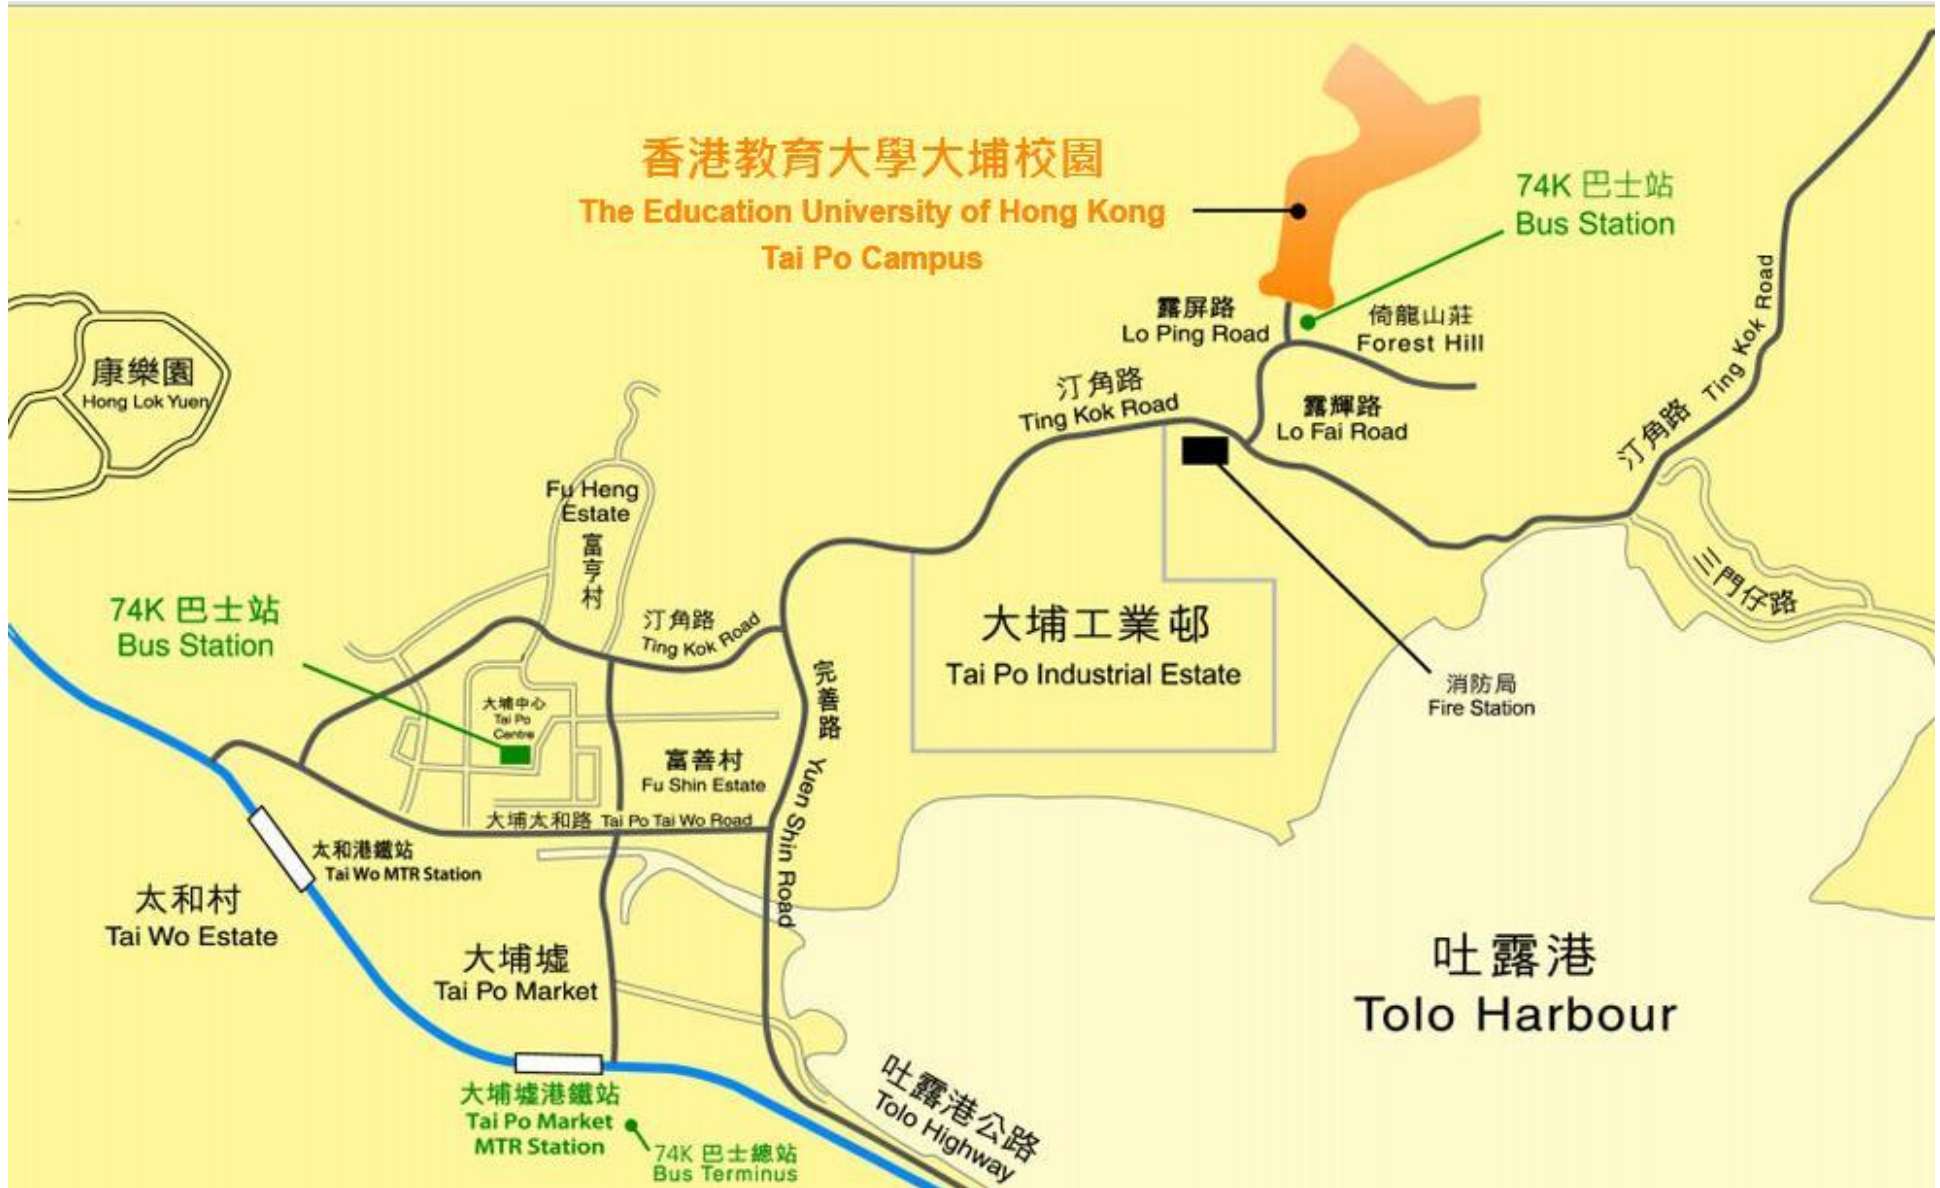 香港教育大學大埔校園
The Education University of Hong Kong
Tai Po Campus
74K 巴士站
Bus Station
露屏路
Lo Ping Road
倚龍山莊
Forest Hill
汀角路
Ting Kok Road
康樂園
Hong Lok Yuen
汀角路
Ting Kok Road
露輝路
Lo Fai Road
Fu Heng
Estate
富亨村
74K 巴士站
Bus Station
汀角路
Ting Kok Road
大埔工業邨
Tai Po Industrial Estate
三門仔路
消防局
Fire Station
大埔中心
Tai Po
Centre
完善路 Yuen Shin Road
富善村
Fu Shin Estate
大埔太和路 Tai Po Tai Wo Road
太和港鐵站
Tai Wo MTR Station
太和村
Tai Wo Estate
大埔墟
Tai Po Market
吐露港
Tolo Harbour
吐露港公路
Tolo Highway
大埔墟港鐵站
Tai Po Market
MTR Station
74K 巴士總站
Bus Terminus